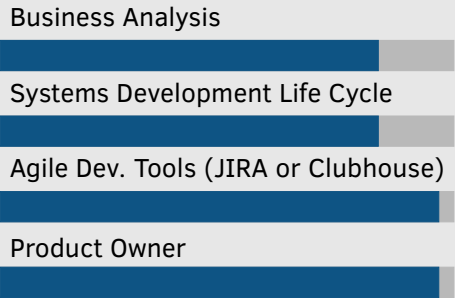 Business Analysis
Systems Development Life Cycle
Agile Dev. Tools (JIRA or Clubhouse)
Product Owner